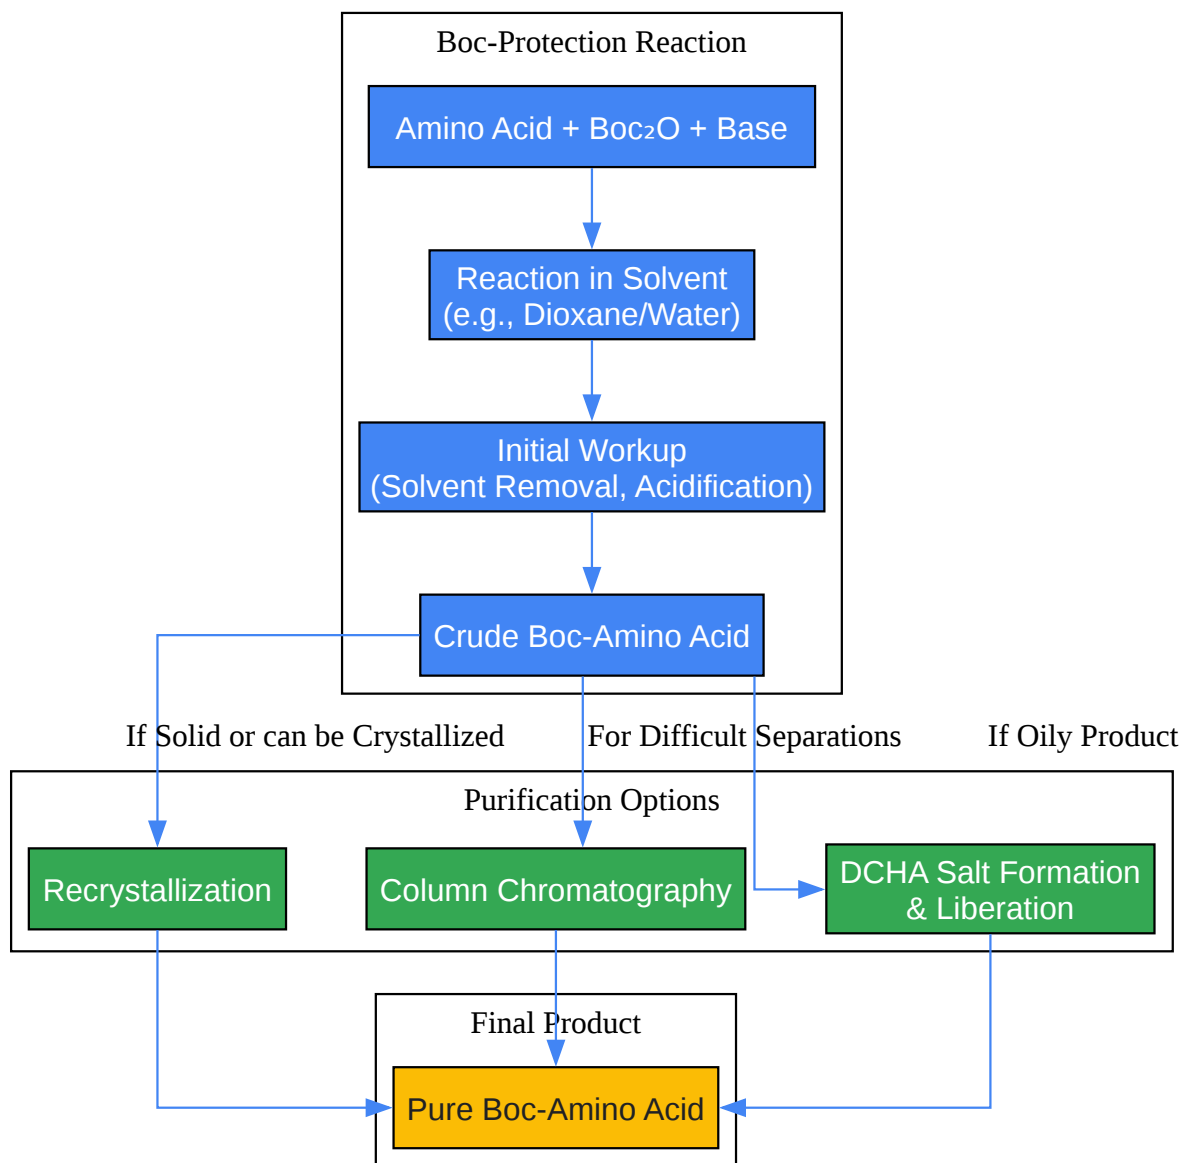 Boc-Protection Reaction
Amino Acid + Boc₂O + Base
Reaction in Solvent
(e.g., Dioxane/Water)
Initial Workup
(Solvent Removal, Acidification)
Crude Boc-Amino Acid
If Solid or can be Crystallized
For Difficult Separations
If Oily Product
Purification Options
Recrystallization
Column Chromatography
DCHA Salt Formation
& Liberation
Final Product
Pure Boc-Amino Acid